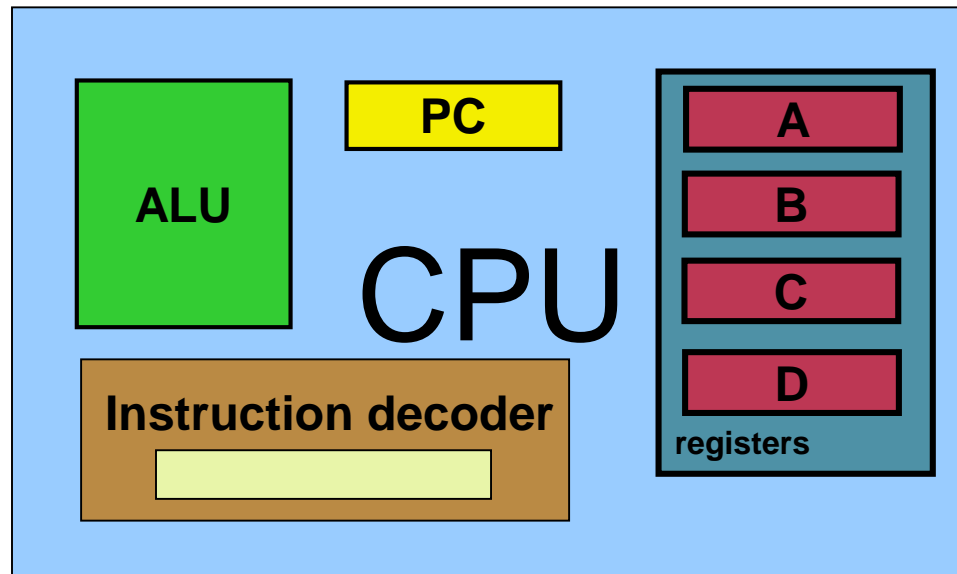 ALU
PC
CPU
Instruction decoder
A
B
C
D
registers